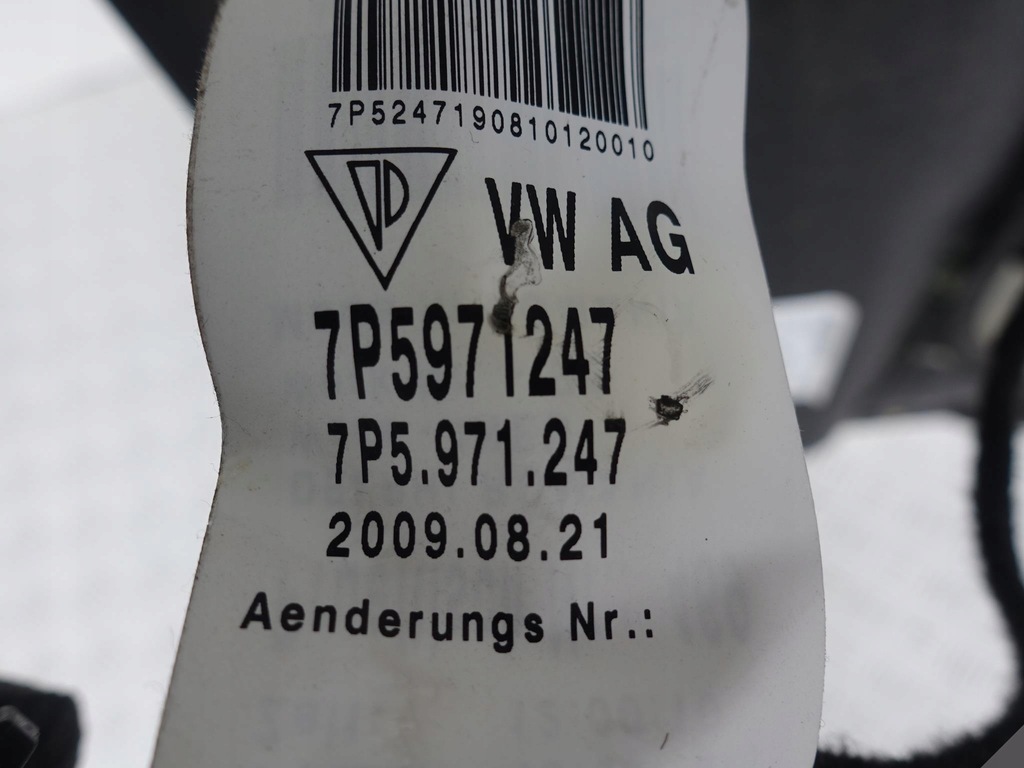 7P5247190810120010
VW AG
7P5971247
7P5.971.247
2009.08.21
Aenderungs Nr.: